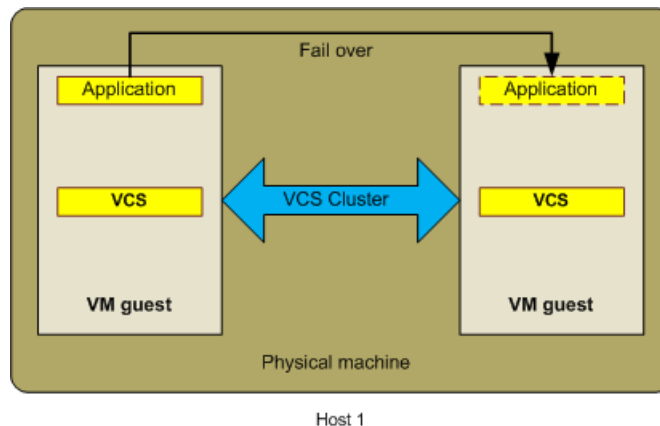 Fail over
Application
Application
VCS
VCS Cluster
VCS
VM guest
VM guest
Physical machine
Host 1